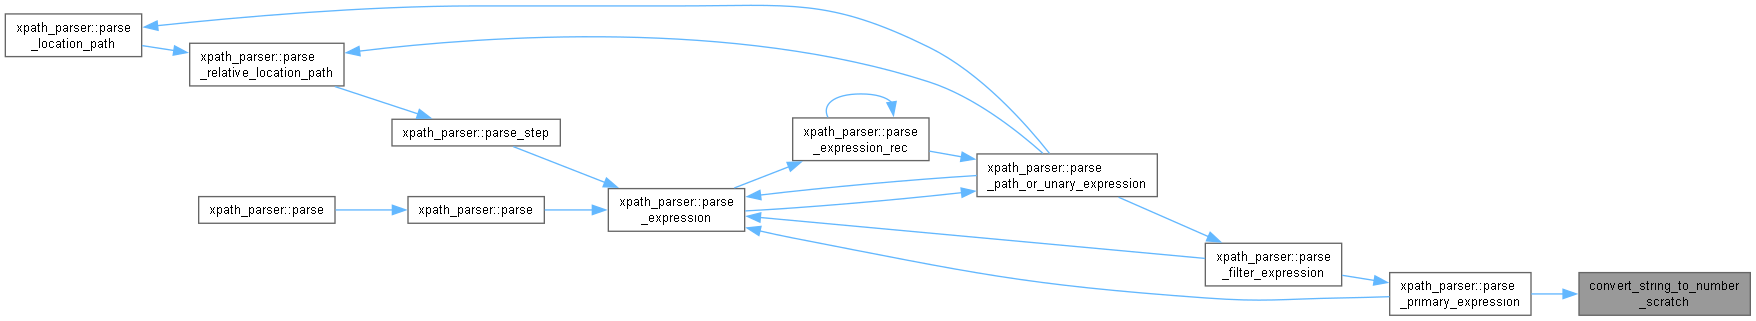 xpath_parser::parse
_location_path
xpath_parser::parse
_relative_location_path
xpath_parser::parse_step
xpath_parser::parse
_expression_rec
xpath_parser::parse
_path_or_unary_expression
xpath_parser::parse
xpath_parser::parse
xpath_parser::parse
_expression
xpath_parser::parse
_filter_expression
xpath_parser::parse
_primary_expression
convert_string_to_number
_scratch